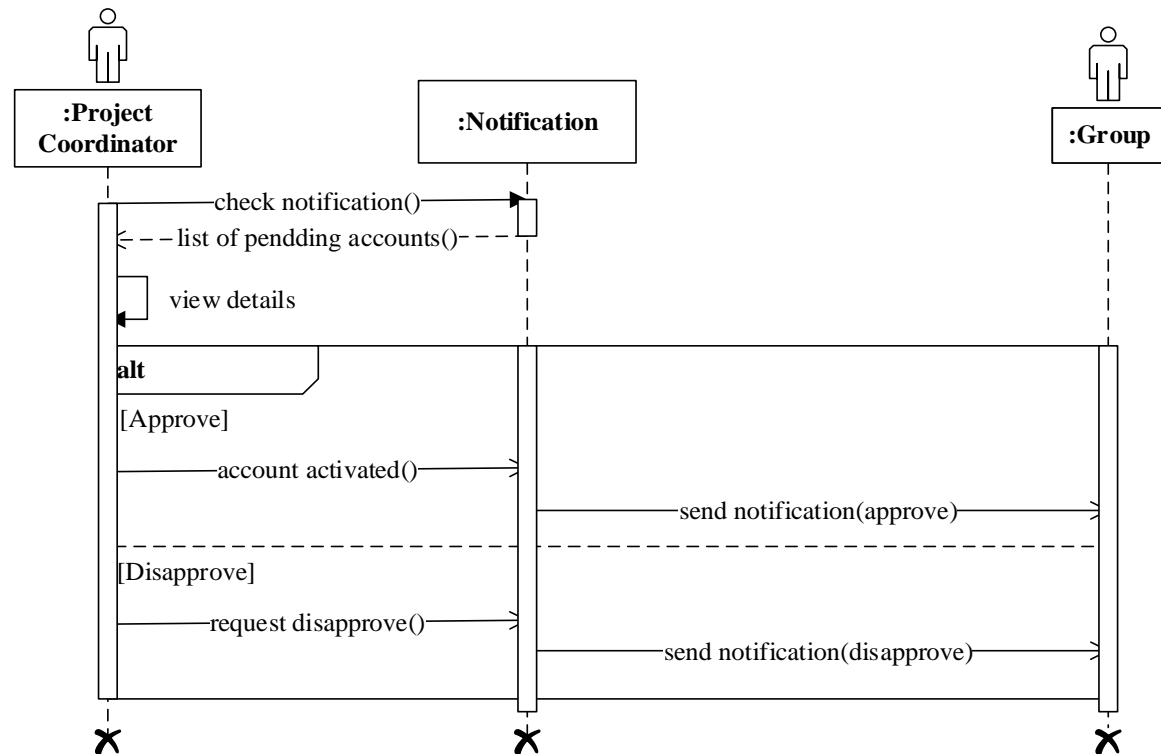 :Project
Coordinator
:Notification
:Group
check notification()
list of pendding accounts()
view details
alt
[Approve]
account activated()
send notification(approve)
[Disapprove]
request disapprove()
send notification(disapprove)